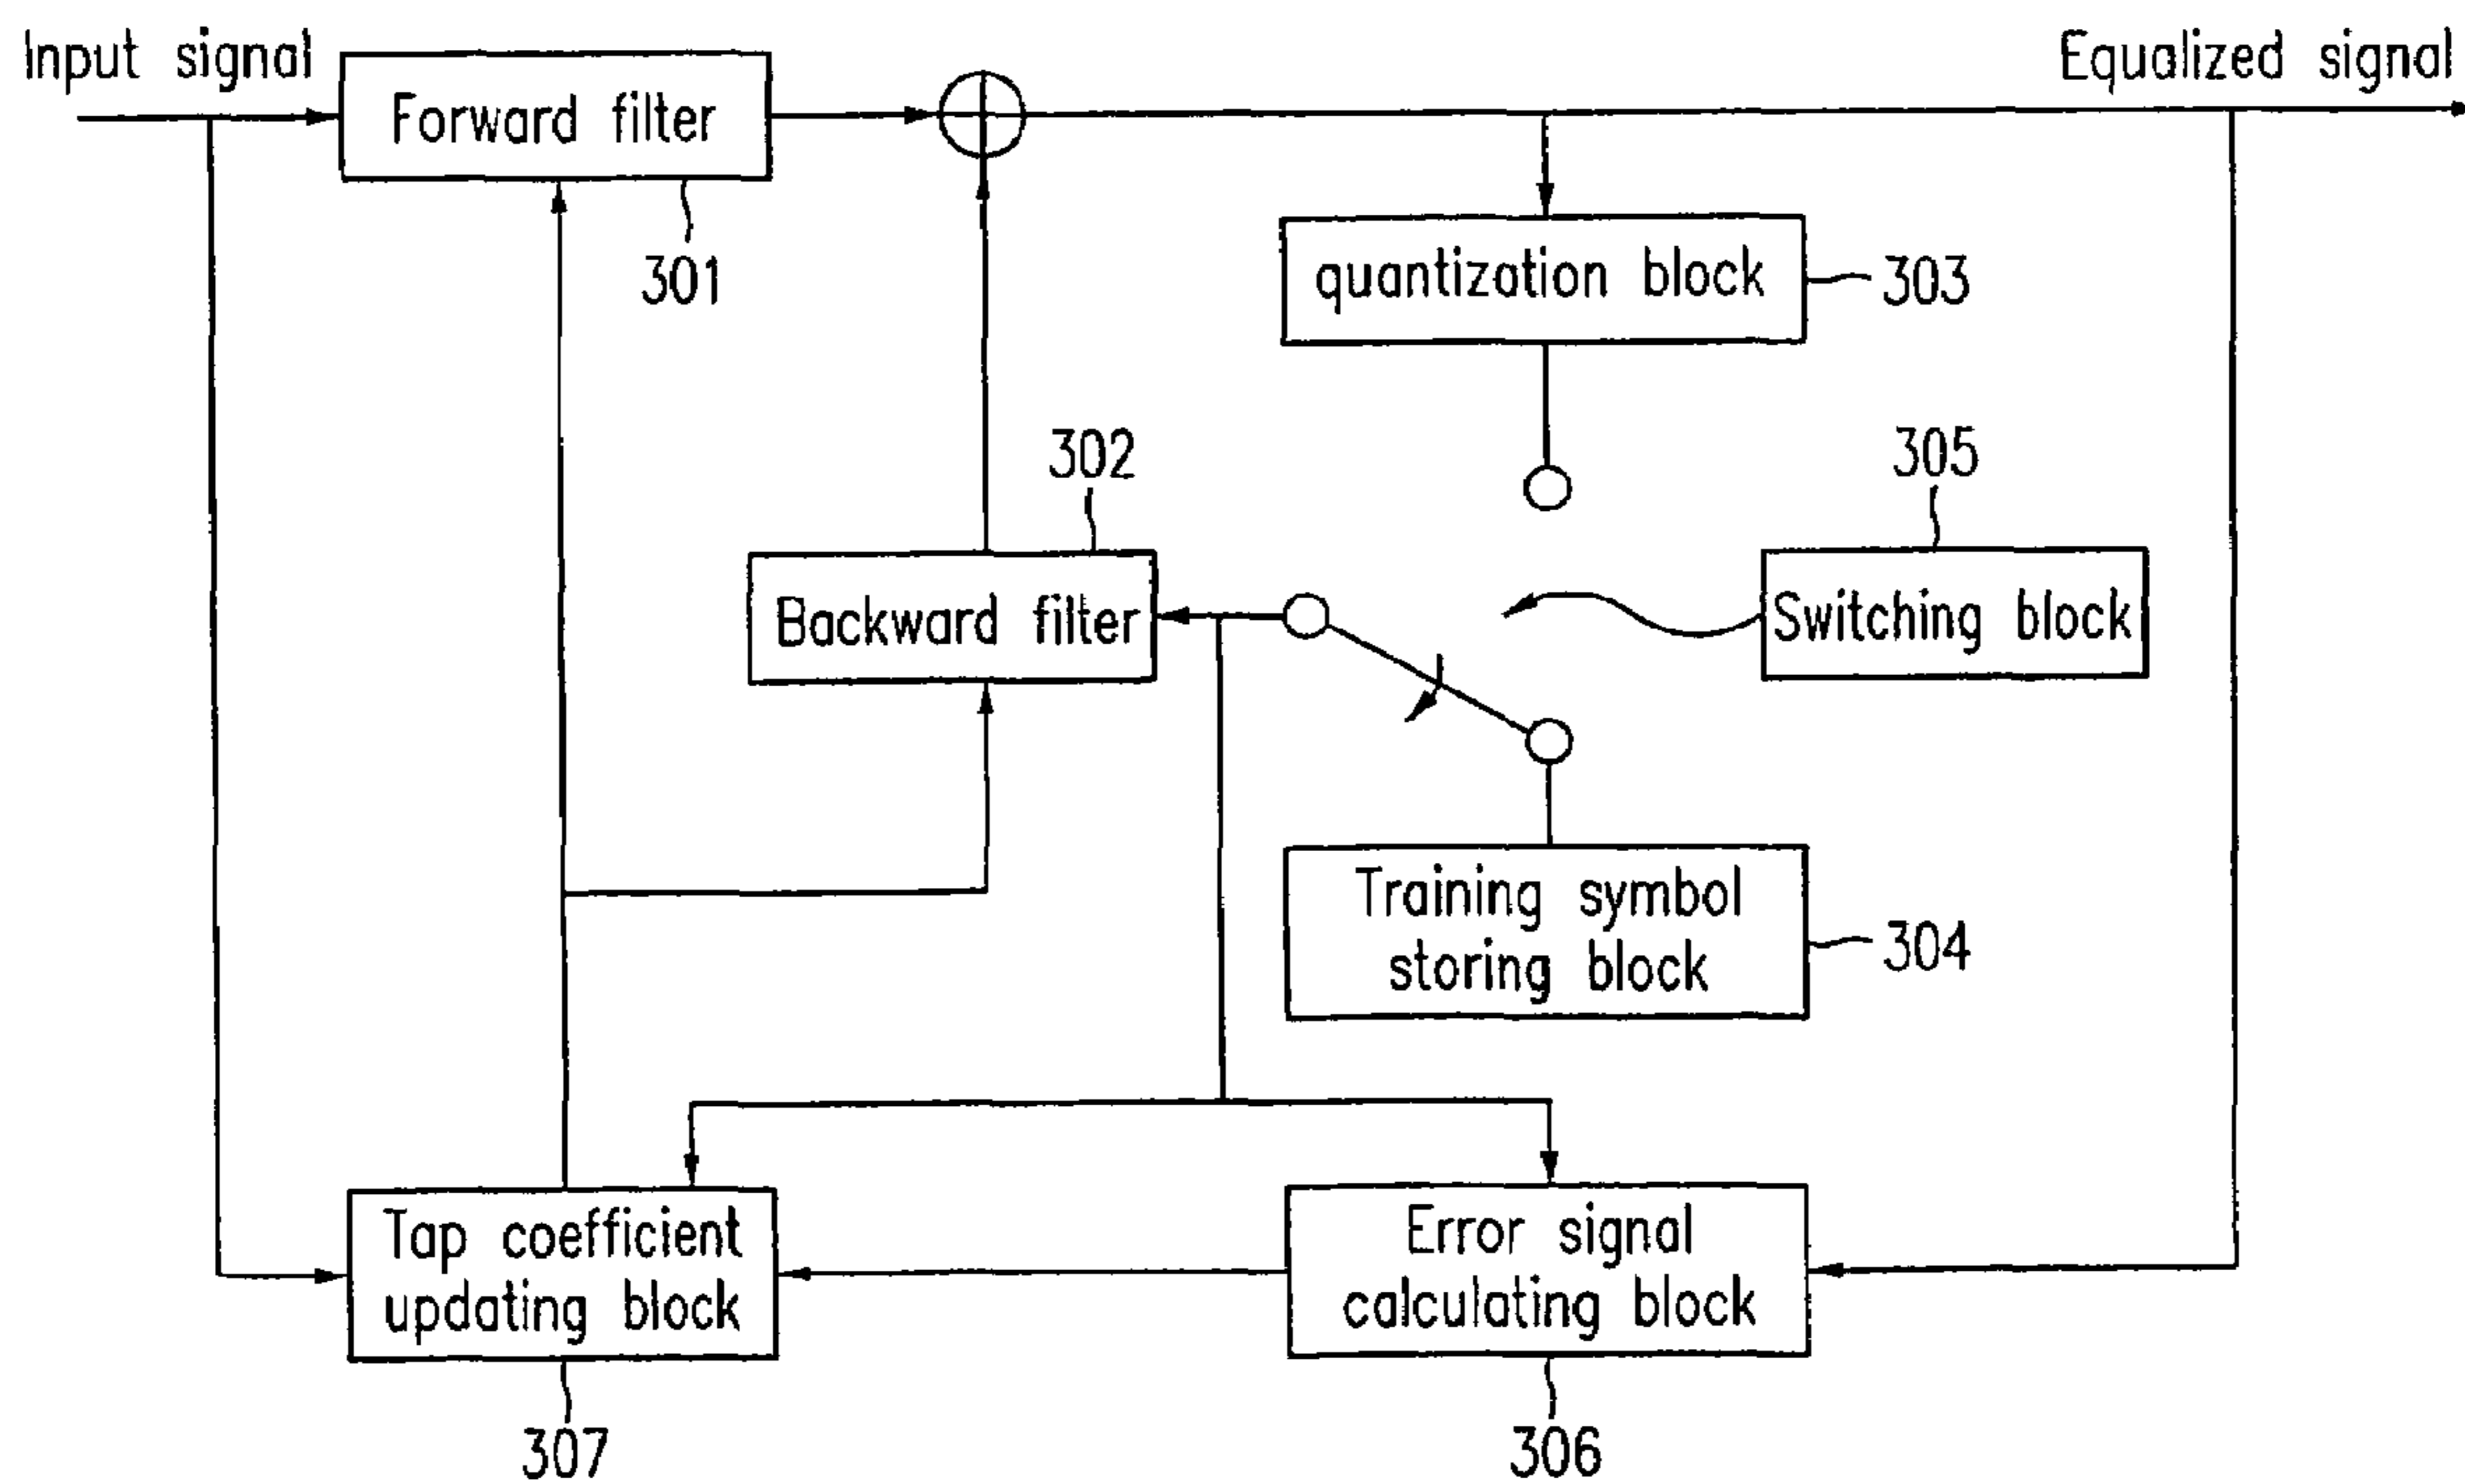 Input signal
Equalized signal
Forward filter
301
quantization block
303
302
305
Backward filter
Switching block
Training symbol
storing block
304
Tap coefficient
updating block
Error signal
calculating block
307
306